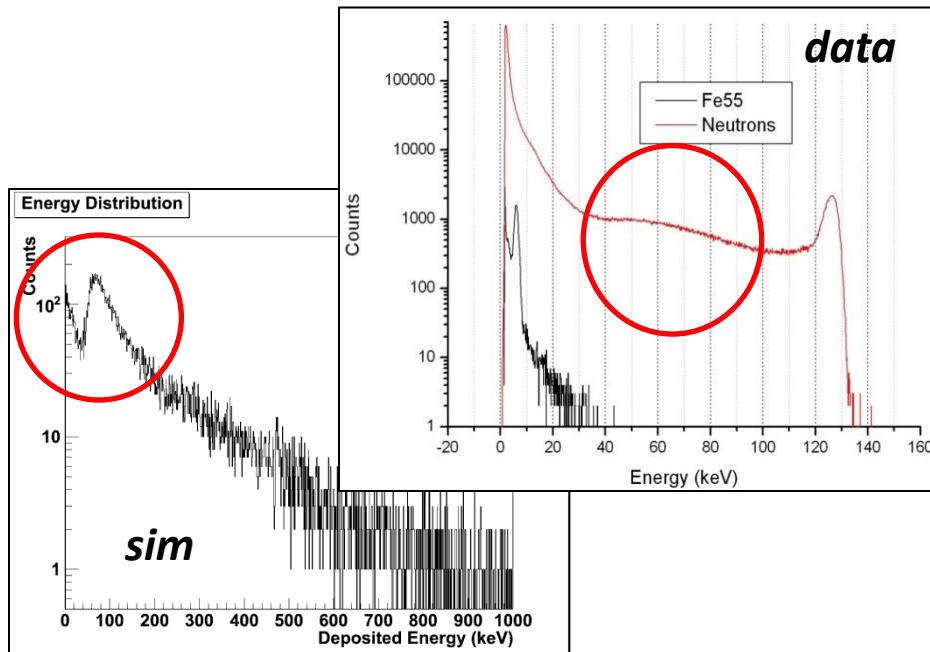 data
Fe55
Neutrons
100000
10000
1000
100
10
1
Counts
-20 0 20 40 60 80 100 120 140 160
Energy (keV)
Energy Distribution
Counts
10²
10
1
sim
0 100 200 300 400 500 600 700 800 900 1000
Deposited Energy (keV)